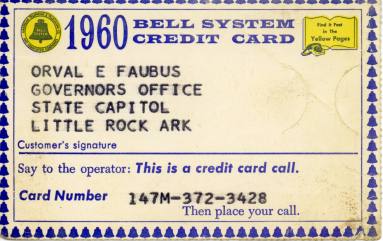 1960 BELL SYSTEM
CREDIT CARD
Find It Fast
In The
Yellow Pages
ORVAL E FAUBUS
GOVERNORS OFFICE
STATE CAPITOL
LITTLE ROCK ARK
Customer's signature
Say to the operator: This is a credit card call.
Card Number 147M-372-3428
Then place your call.